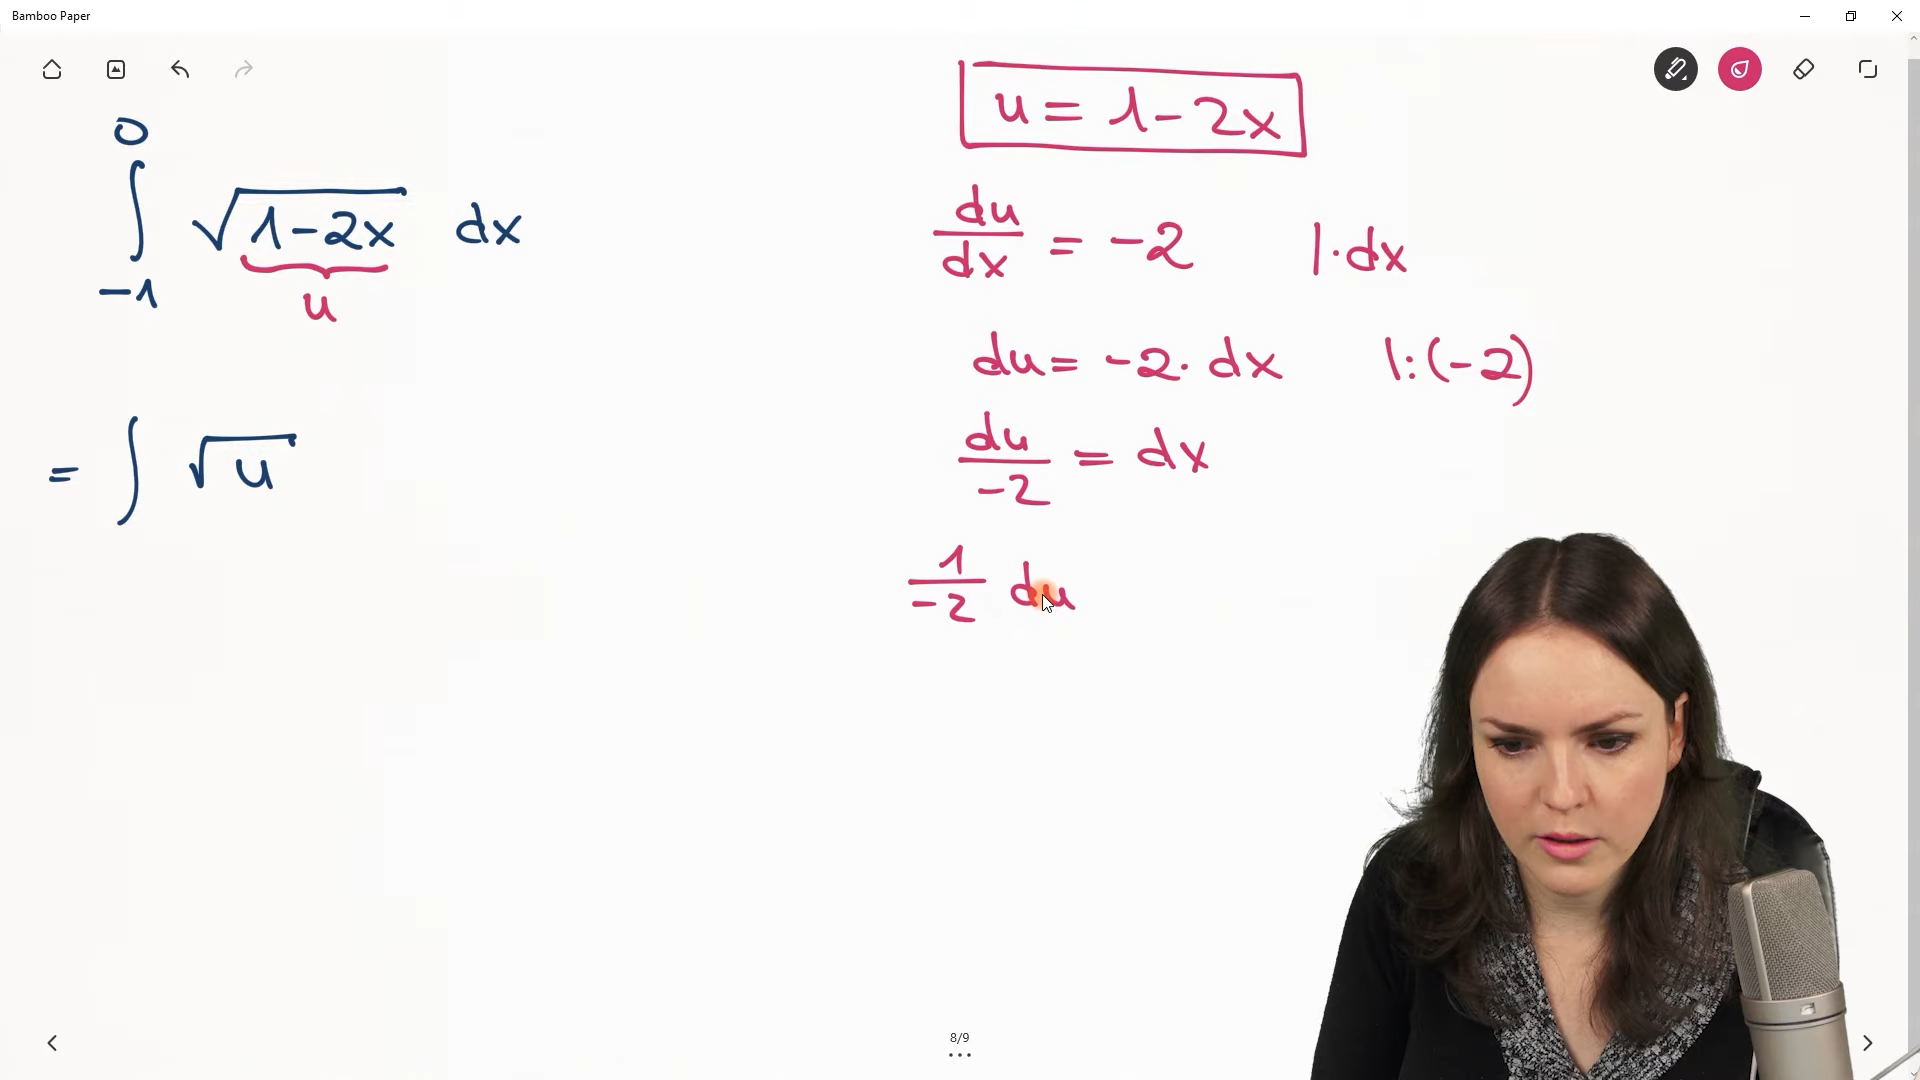 Bamboo Paper
0
∫ √(1-2x) dx
-1
u
= ∫ √u
u = 1-2x
du/dx = -2 |·dx
du = -2·dx |:(-2)
du/-2 = dx
1/-2 du
8/9